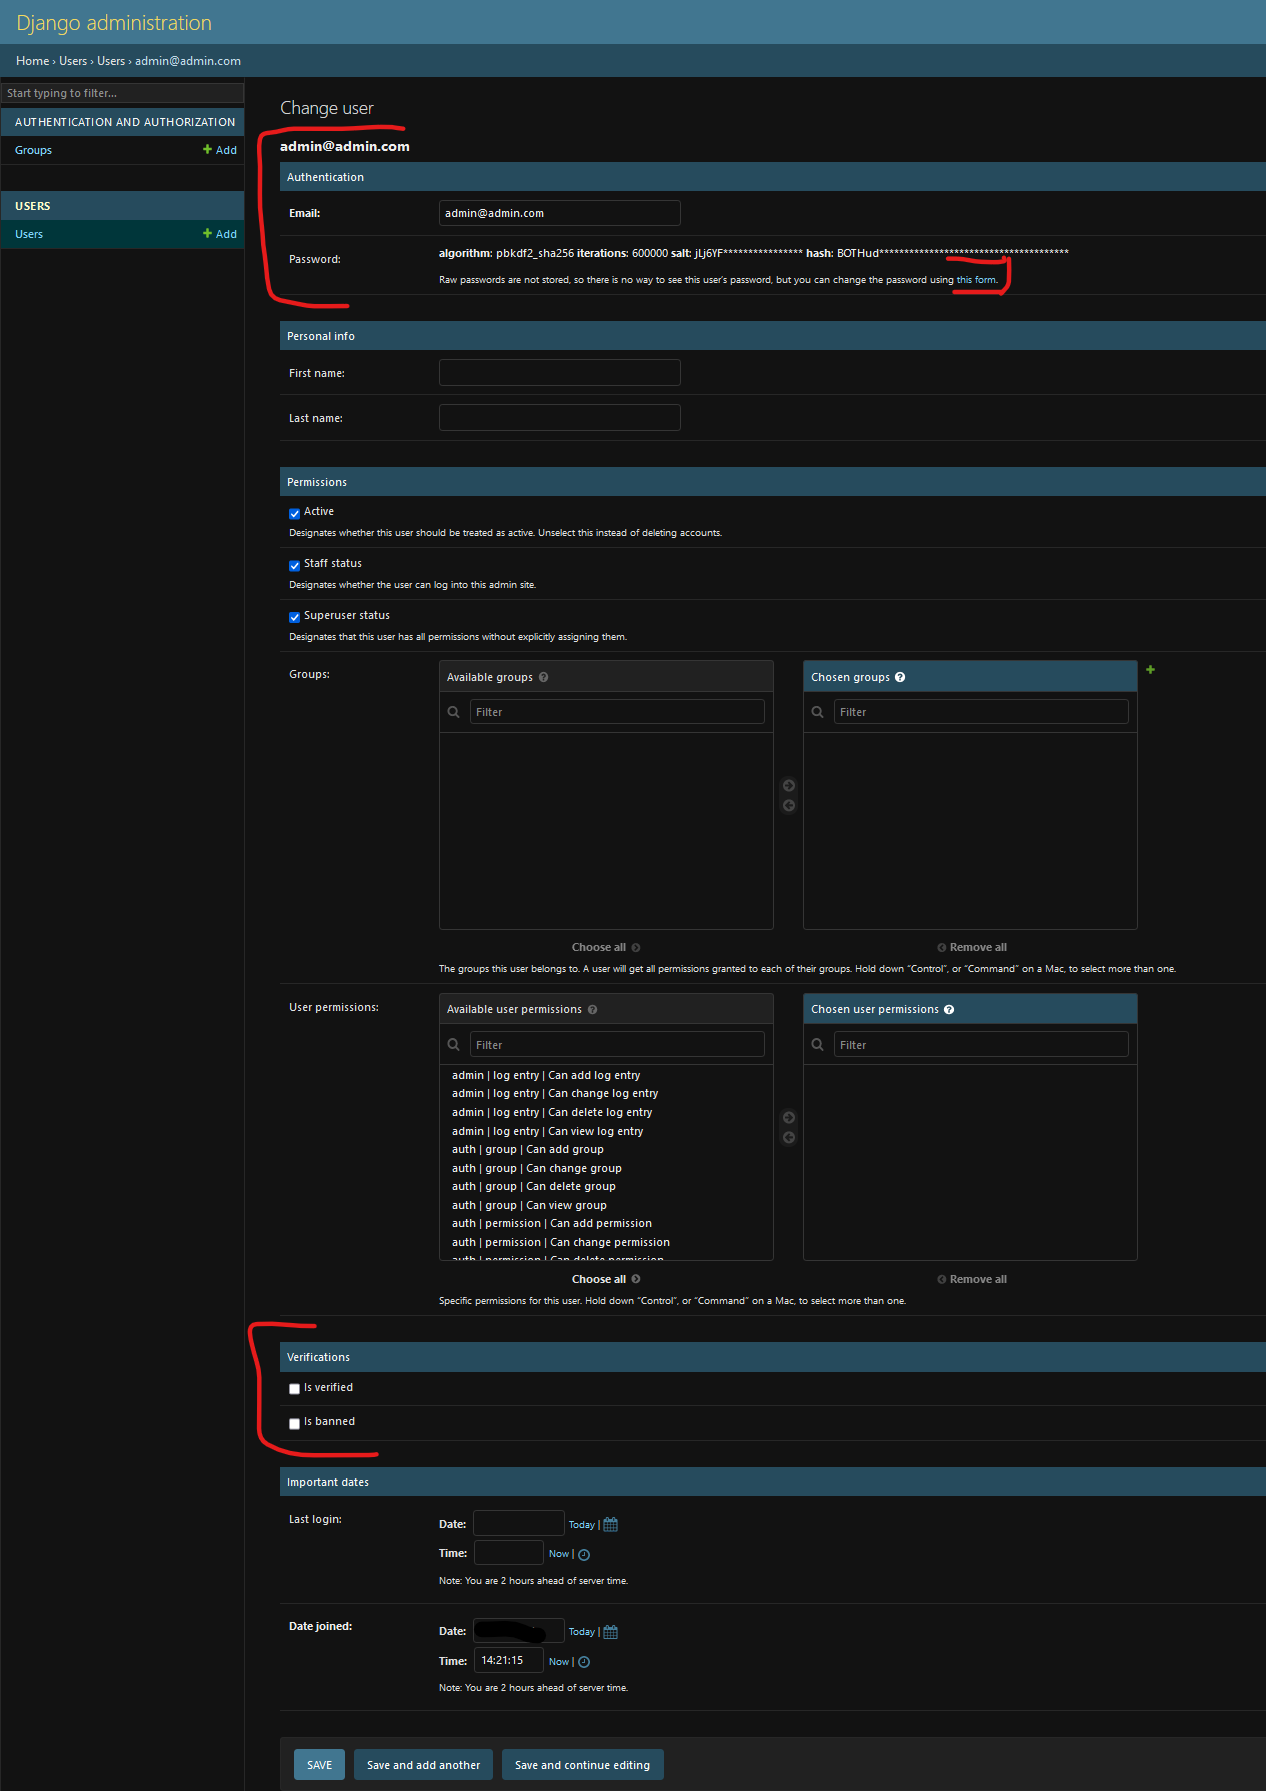 Django administration
Home › Users › Users › admin@admin.com
Start typing to filter...
AUTHENTICATION AND AUTHORIZATION
Groups
Add
USERS
Users
Add
Change user
admin@admin.com
Authentication
Email:
admin@admin.com
Password:
algorithm: pbkdf2_sha256 iterations: 600000 salt: jLj6YF**************** hash: BOTHud**************************************
Raw passwords are not stored, so there is no way to see this user's password, but you can change the password using this form.
Personal info
First name:
Last name:
Permissions
Active
Designates whether this user should be treated as active. Unselect this instead of deleting accounts.
Staff status
Designates whether the user can log into this admin site.
Superuser status
Designates that this user has all permissions without explicitly assigning them.
Groups:
Available groups ?
Filter
Chosen groups ?
Filter
Choose all
Remove all
The groups this user belongs to. A user will get all permissions granted to each of their groups. Hold down “Control”, or “Command” on a Mac, to select more than one.
User permissions:
Available user permissions ?
Filter
admin | log entry | Can add log entry
admin | log entry | Can change log entry
admin | log entry | Can delete log entry
admin | log entry | Can view log entry
auth | group | Can add group
auth | group | Can change group
auth | group | Can delete group
auth | group | Can view group
auth | permission | Can add permission
auth | permission | Can change permission
auth | permission | Can delete permission
Chosen user permissions ?
Filter
Choose all
Remove all
Specific permissions for this user. Hold down “Control”, or “Command” on a Mac, to select more than one.
Verifications
Is verified
Is banned
Important dates
Last login:
Date:
Today |
Time:
Now |
Note: You are 2 hours ahead of server time.
Date joined:
Date:
Today |
Time: 14:21:15
Now |
Note: You are 2 hours ahead of server time.
SAVE
Save and add another
Save and continue editing